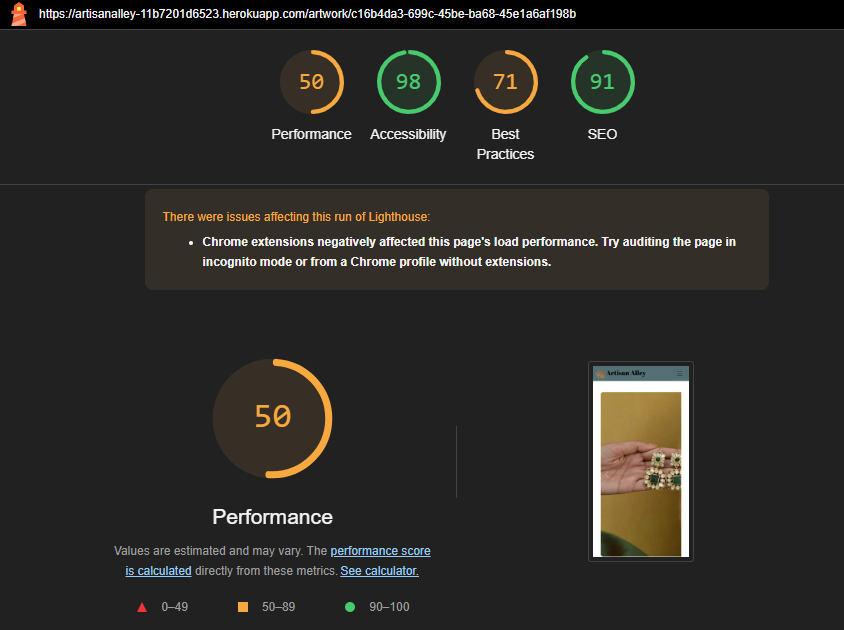 https://artisanalley-11b7201d6523.herokuapp.com/artwork/c16b4da3-699c-45be-ba68-45e1a6af198b
50 98 71 91
Performance Accessibility Best Practices SEO
There were issues affecting this run of Lighthouse:
• Chrome extensions negatively affected this page's load performance. Try auditing the page in
incognito mode or from a Chrome profile without extensions.
50
Artisan Alley
Performance
Values are estimated and may vary. The performance score
is calculated directly from these metrics. See calculator.
0–49 50–89 90–100